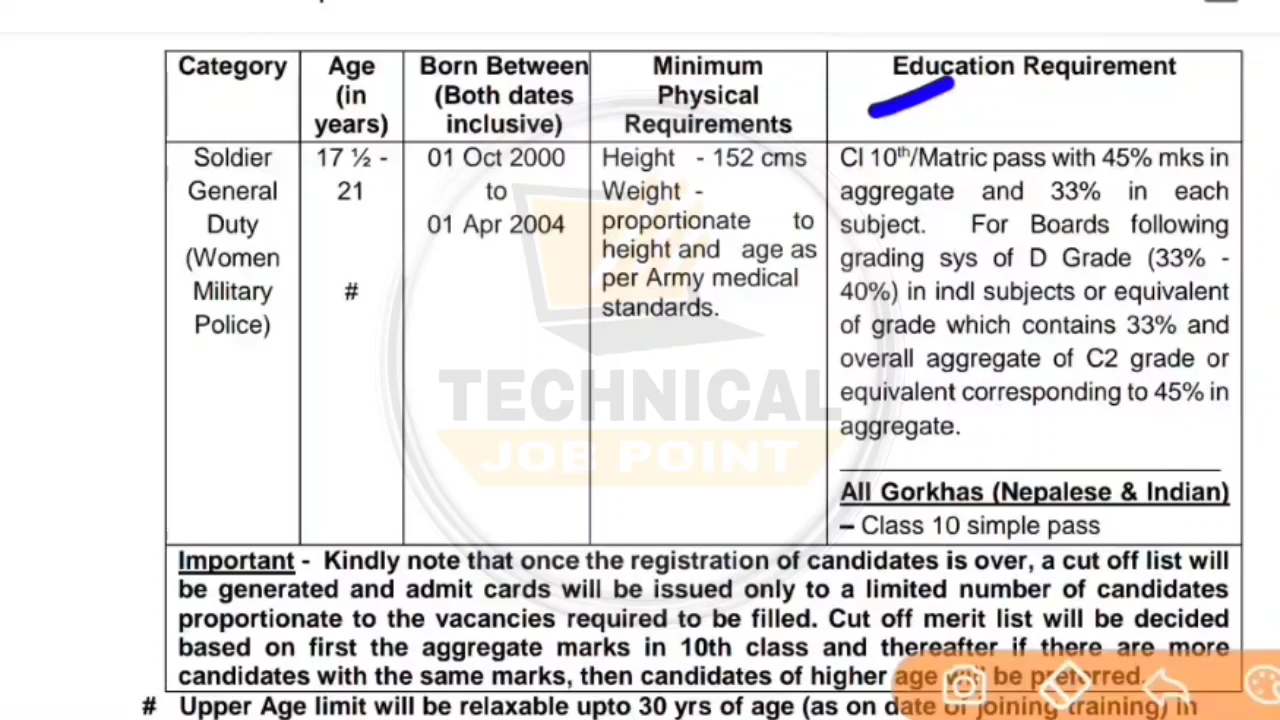 Category
Age
(in
years)
Born Between
(Both dates
inclusive)
Minimum
Physical
Requirements
Education Requirement
Soldier
General
Duty
(Women
Military
Police)
17 ½ -
21
#
01 Oct 2000
to
01 Apr 2004
Height - 152 cms
Weight -
proportionate to
height and age as
per Army medical
standards.
Cl 10th/Matric pass with 45% mks in
aggregate and 33% in each
subject. For Boards following
grading sys of D Grade (33% -
40%) in indl subjects or equivalent
of grade which contains 33% and
overall aggregate of C2 grade or
equivalent corresponding to 45% in
aggregate.
All Gorkhas (Nepalese & Indian)
– Class 10 simple pass
TECHNICAL
JOB POINT
Important - Kindly note that once the registration of candidates is over, a cut off list will
be generated and admit cards will be issued only to a limited number of candidates
proportionate to the vacancies required to be filled. Cut off merit list will be decided
based on first the aggregate marks in 10th class and thereafter if there are more
candidates with the same marks, then candidates of higher age will be preferred.
# Upper Age limit will be relaxable upto 30 yrs of age (as on date of joining training) in